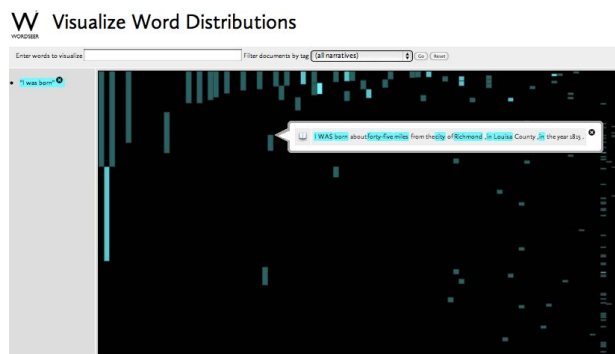 W
WORDSEER
Visualize Word Distributions
Enter words to visualize
Filter documents by tag (all narratives) Go Reset
"I was born"
I WAS born about forty-five miles from the city of Richmond , in Louisa County , in the year 1815 .